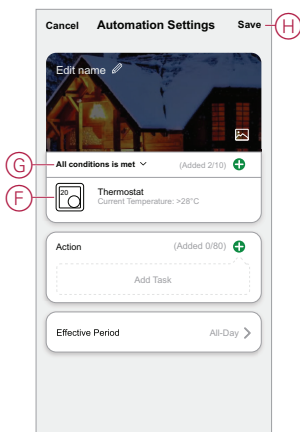 Cancel Automation Settings Save H
Edit name
G All conditions is met (Added 2/10)
F 20 Thermostat
Current Temperature: >28°C
Action (Added 0/80)
Add Task
Effective Period All-Day